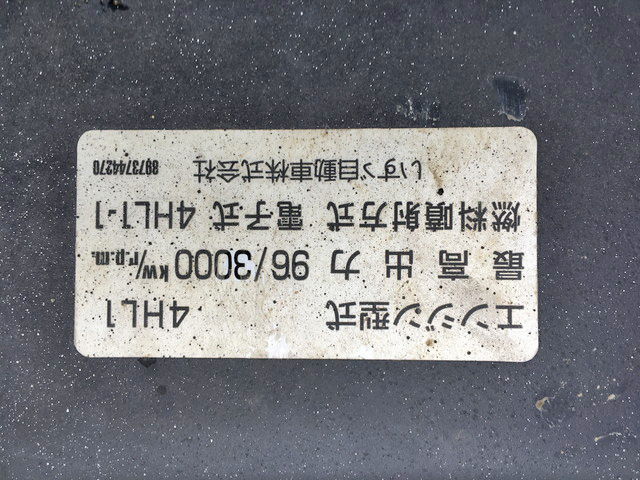 エンジン型式 4HL1
最高出力 96/3000 kw/r.p.m.
燃料噴射方式 電子式 4HL1-1
いすゞ自動車株式会社 8973744270